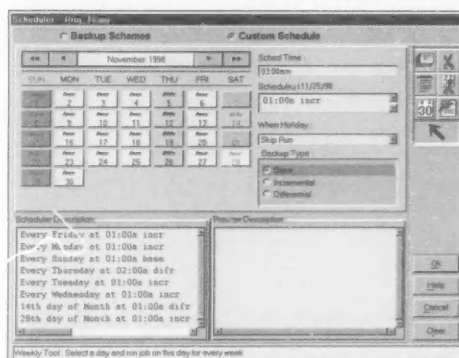 Scheduler - Run Team
Backup Schemes
Custom Schedule
November 1998
SUN MON TUE WED THU FRI SAT
2 3 4 5 6
9 10 11 12 13 14
16 17 18 19 20
23 24 25 26 27
30
Sched Time
03:00am
Schedules:11/25/98
01:00a incr
When Holiday:
Skip Run
Backup Type
Base
Incremental
Differential
30
Scheduler Description:
Every Friday at 01:00a incr
Every Monday at 01:00a incr
Every Sunday at 01:00a base
Every Thursday at 02:00a difr
Every Tuesday at 01:00a incr
Every Wednesday at 01:00a incr
14th day of Month at 01:00a difr
28th day of Month at 01:00a incr
Preview Description:
Ok
Help
Cancel
Clear
Weekly Tool: Select a day and run job on this day for every week